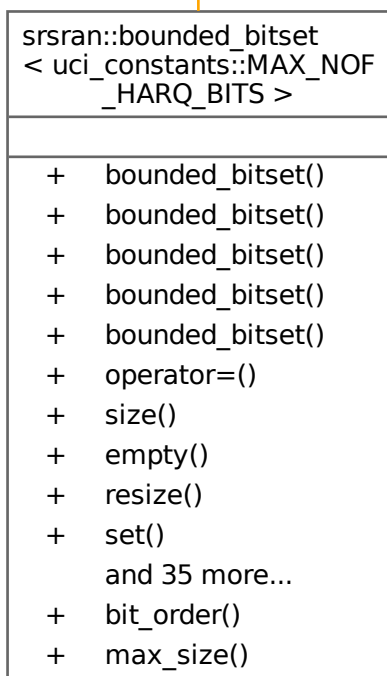 srsran::bounded_bitset
< uci_constants::MAX_NOF
_HARQ_BITS >
+ bounded_bitset()
+ bounded_bitset()
+ bounded_bitset()
+ bounded_bitset()
+ bounded_bitset()
+ operator=()
+ size()
+ empty()
+ resize()
+ set()
and 35 more...
+ bit_order()
+ max_size()